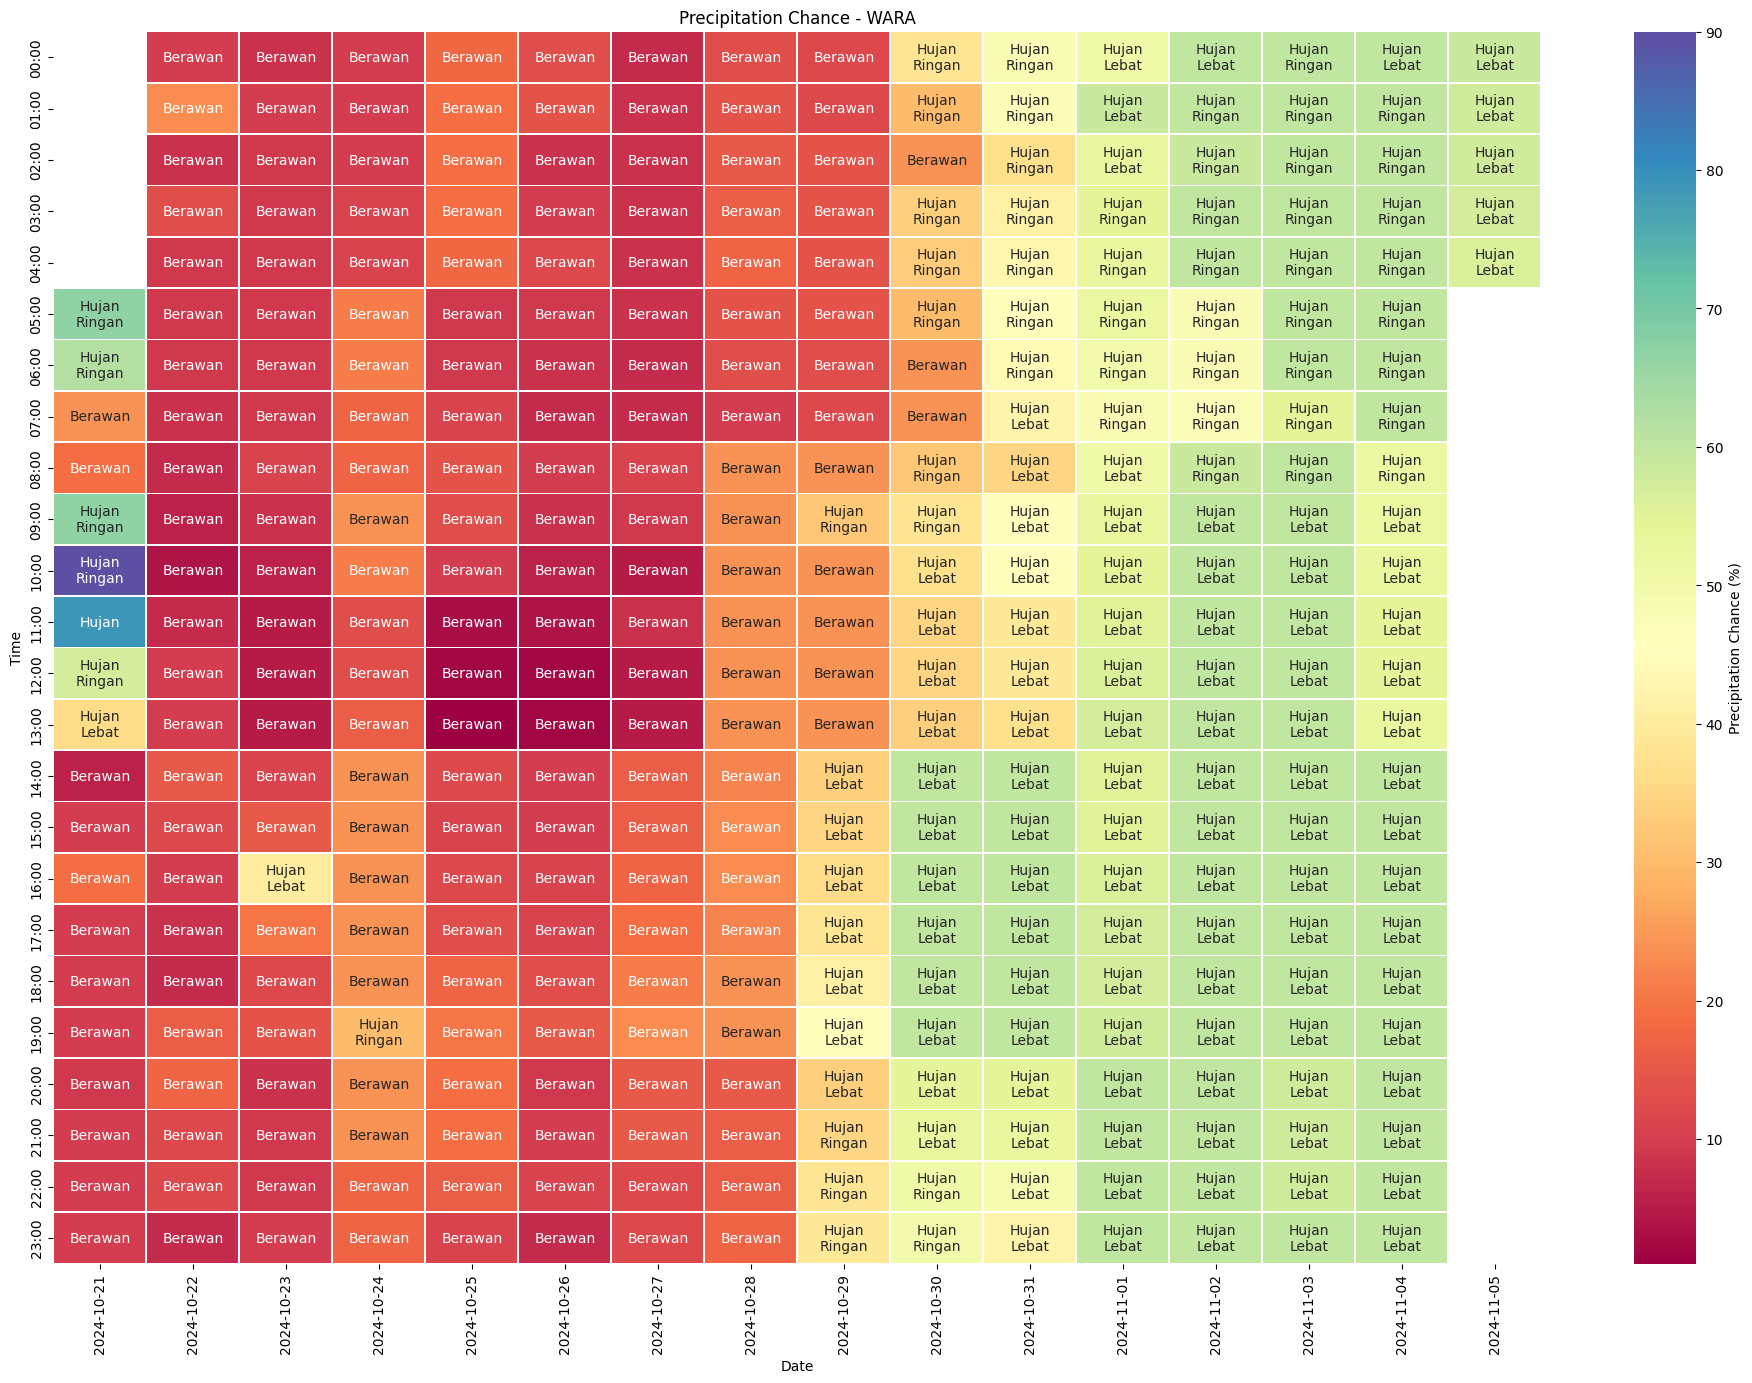 Precipitation Chance - WARA
00:00 Berawan Berawan Berawan Berawan Berawan Berawan Berawan Berawan Hujan Ringan Hujan Ringan Hujan Lebat Hujan Lebat Hujan Ringan Hujan Lebat Hujan Lebat
01:00 Berawan Berawan Berawan Berawan Berawan Berawan Berawan Berawan Hujan Ringan Hujan Ringan Hujan Lebat Hujan Ringan Hujan Ringan Hujan Ringan Hujan Lebat
02:00 Berawan Berawan Berawan Berawan Berawan Berawan Berawan Berawan Berawan Hujan Ringan Hujan Lebat Hujan Ringan Hujan Ringan Hujan Ringan Hujan Lebat
03:00 Berawan Berawan Berawan Berawan Berawan Berawan Berawan Berawan Hujan Ringan Hujan Ringan Hujan Ringan Hujan Ringan Hujan Ringan Hujan Ringan Hujan Lebat
04:00 Berawan Berawan Berawan Berawan Berawan Berawan Berawan Berawan Hujan Ringan Hujan Ringan Hujan Ringan Hujan Ringan Hujan Ringan Hujan Ringan Hujan Lebat
05:00 Hujan Ringan Berawan Berawan Berawan Berawan Berawan Berawan Berawan Berawan Hujan Ringan Hujan Ringan Hujan Ringan Hujan Ringan Hujan Ringan Hujan Ringan
06:00 Hujan Ringan Berawan Berawan Berawan Berawan Berawan Berawan Berawan Berawan Berawan Hujan Ringan Hujan Ringan Hujan Ringan Hujan Ringan Hujan Ringan
07:00 Berawan Berawan Berawan Berawan Berawan Berawan Berawan Berawan Berawan Berawan Hujan Lebat Hujan Ringan Hujan Ringan Hujan Ringan Hujan Ringan
08:00 Berawan Berawan Berawan Berawan Berawan Berawan Berawan Berawan Berawan Hujan Ringan Hujan Lebat Hujan Lebat Hujan Ringan Hujan Ringan Hujan Ringan
09:00 Hujan Ringan Berawan Berawan Berawan Berawan Berawan Berawan Berawan Hujan Ringan Hujan Ringan Hujan Lebat Hujan Lebat Hujan Lebat Hujan Lebat Hujan Lebat
10:00 Hujan Ringan Berawan Berawan Berawan Berawan Berawan Berawan Berawan Berawan Hujan Lebat Hujan Lebat Hujan Lebat Hujan Lebat Hujan Lebat Hujan Lebat
11:00 Hujan Berawan Berawan Berawan Berawan Berawan Berawan Berawan Berawan Hujan Lebat Hujan Lebat Hujan Lebat Hujan Lebat Hujan Lebat Hujan Lebat
12:00 Hujan Ringan Berawan Berawan Berawan Berawan Berawan Berawan Berawan Berawan Hujan Lebat Hujan Lebat Hujan Lebat Hujan Lebat Hujan Lebat Hujan Lebat
13:00 Hujan Lebat Berawan Berawan Berawan Berawan Berawan Berawan Berawan Berawan Hujan Lebat Hujan Lebat Hujan Lebat Hujan Lebat Hujan Lebat Hujan Lebat
14:00 Berawan Berawan Berawan Berawan Berawan Berawan Berawan Berawan Hujan Lebat Hujan Lebat Hujan Lebat Hujan Lebat Hujan Lebat Hujan Lebat Hujan Lebat
15:00 Berawan Berawan Berawan Berawan Berawan Berawan Berawan Berawan Hujan Lebat Hujan Lebat Hujan Lebat Hujan Lebat Hujan Lebat Hujan Lebat Hujan Lebat
16:00 Berawan Berawan Hujan Lebat Berawan Berawan Berawan Berawan Berawan Hujan Lebat Hujan Lebat Hujan Lebat Hujan Lebat Hujan Lebat Hujan Lebat Hujan Lebat
17:00 Berawan Berawan Berawan Berawan Berawan Berawan Berawan Berawan Hujan Lebat Hujan Lebat Hujan Lebat Hujan Lebat Hujan Lebat Hujan Lebat Hujan Lebat
18:00 Berawan Berawan Berawan Berawan Berawan Berawan Berawan Berawan Hujan Lebat Hujan Lebat Hujan Lebat Hujan Lebat Hujan Lebat Hujan Lebat Hujan Lebat
19:00 Berawan Berawan Berawan Hujan Ringan Berawan Berawan Berawan Berawan Hujan Lebat Hujan Lebat Hujan Lebat Hujan Lebat Hujan Lebat Hujan Lebat Hujan Lebat
20:00 Berawan Berawan Berawan Berawan Berawan Berawan Berawan Berawan Hujan Lebat Hujan Lebat Hujan Lebat Hujan Lebat Hujan Lebat Hujan Lebat Hujan Lebat
21:00 Berawan Berawan Berawan Berawan Berawan Berawan Berawan Berawan Hujan Ringan Hujan Lebat Hujan Lebat Hujan Lebat Hujan Lebat Hujan Lebat Hujan Lebat
22:00 Berawan Berawan Berawan Berawan Berawan Berawan Berawan Berawan Hujan Ringan Hujan Ringan Hujan Lebat Hujan Lebat Hujan Lebat Hujan Lebat Hujan Lebat
23:00 Berawan Berawan Berawan Berawan Berawan Berawan Berawan Berawan Hujan Ringan Hujan Ringan Hujan Lebat Hujan Lebat Hujan Lebat Hujan Lebat Hujan Lebat
Time
2024-10-21 2024-10-22 2024-10-23 2024-10-24 2024-10-25 2024-10-26 2024-10-27 2024-10-28 2024-10-29 2024-10-30 2024-10-31 2024-11-01 2024-11-02 2024-11-03 2024-11-04 2024-11-05
Date
90
80
70
60
50
40
30
20
10
Precipitation Chance (%)